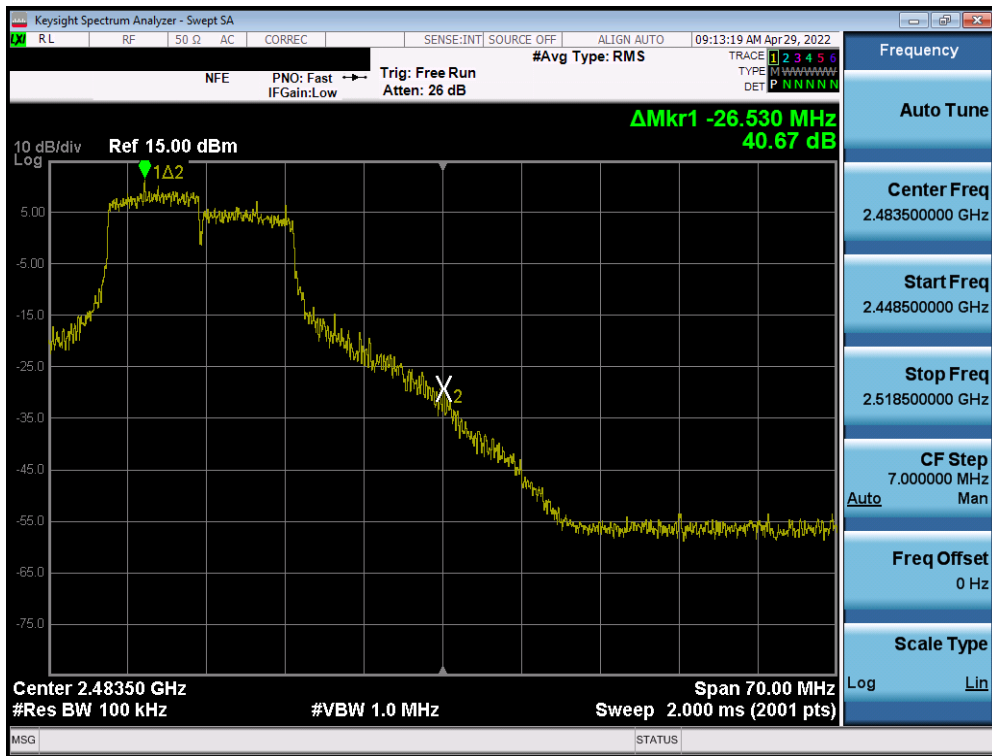 Keysight Spectrum Analyzer - Swept SA
LXI RL RF 50 Ω AC CORREC SENSE:INT SOURCE OFF ALIGN AUTO 09:13:19 AM Apr 29, 2022
NFE PNO: Fast Trig: Free Run #Avg Type: RMS TRACE 1 2 3 4 5 6
IFGain:Low Atten: 26 dB TYPE M WWWWW
DET P N N N N N
ΔMkr1 -26.530 MHz
40.67 dB
10 dB/div Ref 15.00 dBm
Log
1Δ2
5.00
-5.00
-15.0
-25.0
2
-35.0
-45.0
-55.0
-65.0
-75.0
Center 2.48350 GHz Span 70.00 MHz
#Res BW 100 kHz #VBW 1.0 MHz Sweep 2.000 ms (2001 pts)
MSG STATUS
Frequency
Auto Tune
Center Freq
2.483500000 GHz
Start Freq
2.448500000 GHz
Stop Freq
2.518500000 GHz
CF Step
7.000000 MHz
Auto Man
Freq Offset
0 Hz
Scale Type
Log Lin